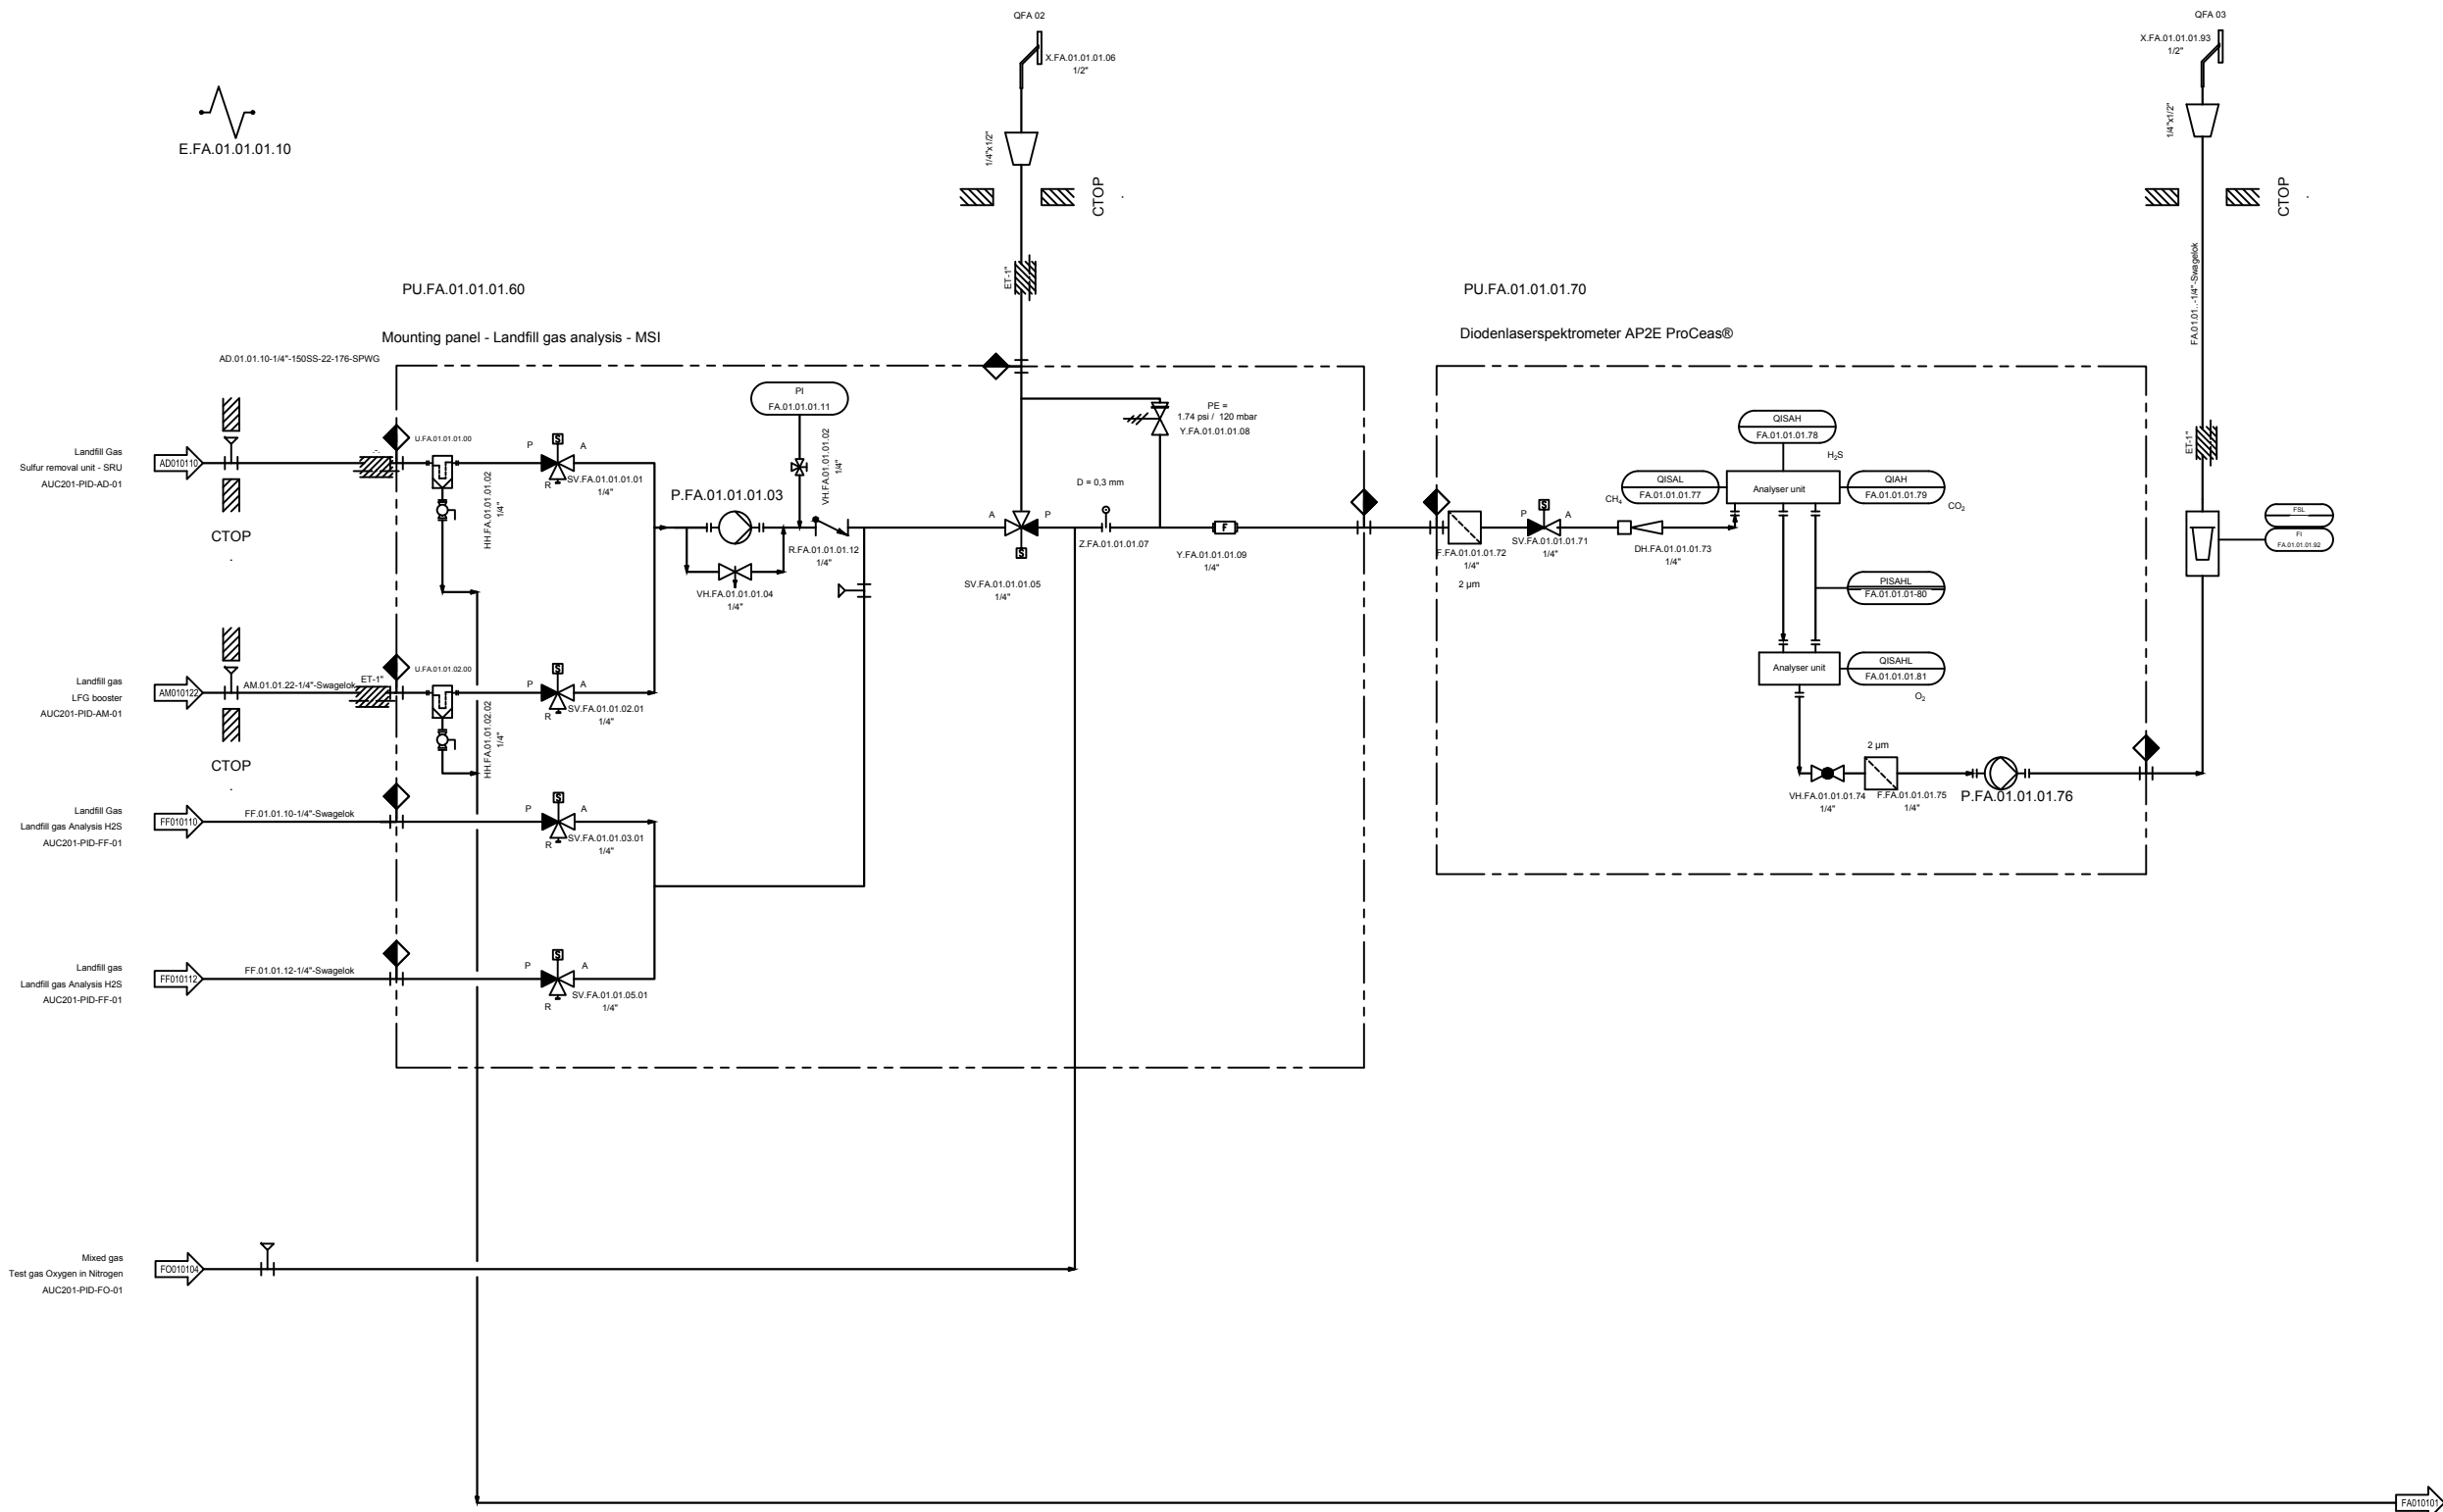 QFA 02
X.FA.01.01.01.06
1/2"
1/4"x1/2"
CTOP
.
ET-1"
QFA 03
X.FA.01.01.01.93
1/2"
1/4"x1/2"
CTOP
.
FA.01.01. .-1/4"-Swagelok
ET-1"
FSL
FI
FA.01.01.01.92
E.FA.01.01.01.10
PU.FA.01.01.01.60
Mounting panel - Landfill gas analysis - MSI
PU.FA.01.01.01.70
Diodenlaserspektrometer AP2E ProCeas®
AD.01.01.10-1/4"-150SS-22-176-SPWG
Landfill Gas
Sulfur removal unit - SRU
AUC201-PID-AD-01
AD010110
CTOP
.
-"-
U.FA.01.01.01.00
HH.FA.01.01.01.02
1/4"
P
S
A
R
SV.FA.01.01.01.01
1/4"
PI
FA.01.01.01.11
VH.FA.01.01.01.02
1/4"
P.FA.01.01.01.03
R.FA.01.01.01.12
1/4"
VH.FA.01.01.01.04
1/4"
A
P
S
SV.FA.01.01.01.05
1/4"
PE =
1.74 psi / 120 mbar
Y.FA.01.01.01.08
D = 0,3 mm
Z.FA.01.01.01.07
F
Y.FA.01.01.01.09
1/4"
F.FA.01.01.01.72
1/4"
2 µm
P
S
A
SV.FA.01.01.01.71
1/4"
DH.FA.01.01.01.73
1/4"
QISAH
FA.01.01.01.78
H₂S
QISAL
FA.01.01.01.77
CH₄
Analyser unit
QIAH
FA.01.01.01.79
CO₂
PISAHL
FA.01.01.01-80
Analyser unit
QISAHL
FA.01.01.01.81
O₂
VH.FA.01.01.01.74
1/4"
2 µm
F.FA.01.01.01.75
1/4"
P.FA.01.01.01.76
Landfill gas
LFG booster
AUC201-PID-AM-01
AM010122
AM.01.01.22-1/4"-Swagelok
ET-1"
CTOP
.
U.FA.01.01.02.00
HH.FA.01.01.02.02
1/4"
P
S
A
R
SV.FA.01.01.02.01
1/4"
Landfill Gas
Landfill gas Analysis H2S
AUC201-PID-FF-01
FF010110
FF.01.01.10-1/4"-Swagelok
P
S
A
R
SV.FA.01.01.03.01
1/4"
Landfill gas
Landfill gas Analysis H2S
AUC201-PID-FF-01
FF010112
FF.01.01.12-1/4"-Swagelok
P
S
A
R
SV.FA.01.01.05.01
1/4"
Mixed gas
Test gas Oxygen in Nitrogen
AUC201-PID-FO-01
FO010104
FA010101